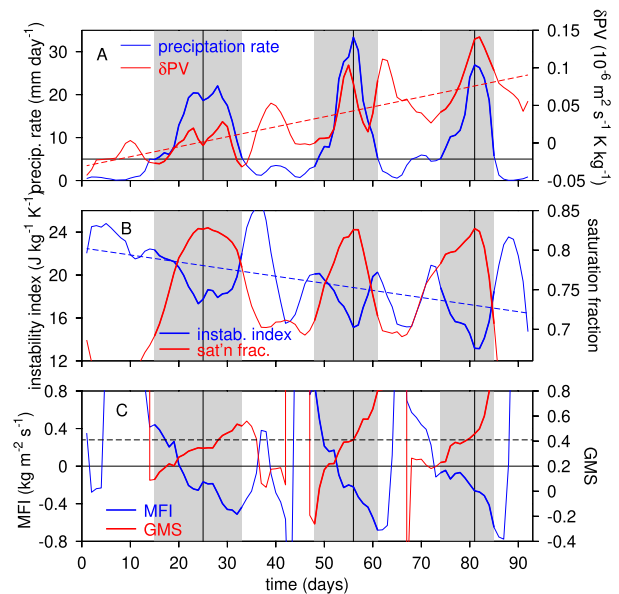 A
preciptation rate
δPV
precip. rate (mm day⁻¹)
30
20
10
0
δPV (10⁻⁶ m² s⁻¹ K kg⁻¹)
0.15
0.1
0.05
0
-0.05
B
instab. index
sat'n frac.
instability index (J kg⁻¹ K⁻¹)
24
20
16
12
saturation fraction
0.85
0.8
0.75
0.7
C
MFI
GMS
MFI (kg m⁻² s⁻¹)
0.8
0.4
0
-0.4
-0.8
GMS
0.8
0.6
0.4
0.2
0
-0.2
-0.4
0 10 20 30 40 50 60 70 80 90
time (days)